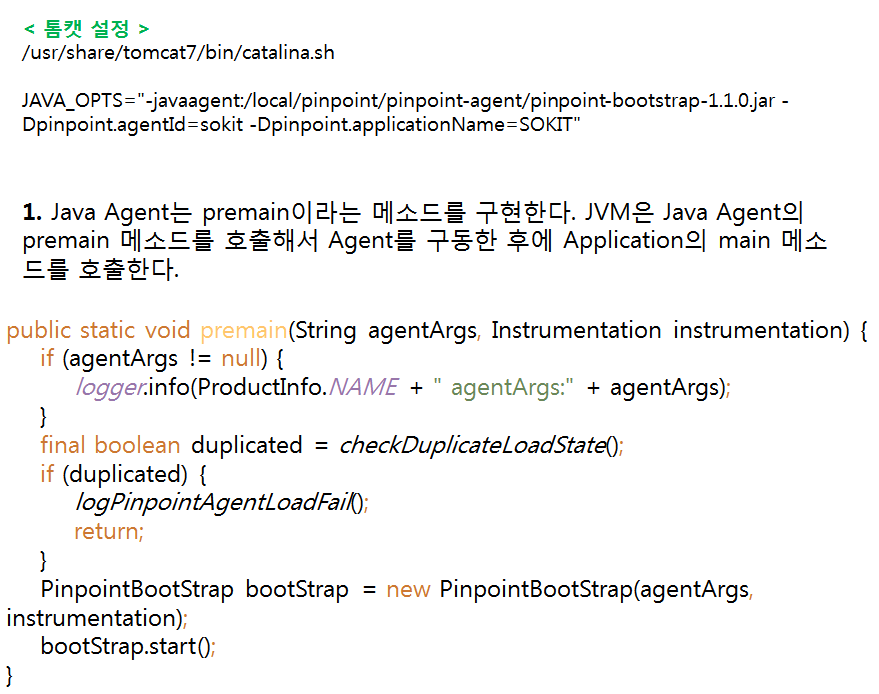 < 톰캣 설정 >
/usr/share/tomcat7/bin/catalina.sh
JAVA_OPTS="-javaagent:/local/pinpoint/pinpoint-agent/pinpoint-bootstrap-1.1.0.jar -
Dpinpoint.agentId=sokit -Dpinpoint.applicationName=SOKIT"
1. Java Agent는 premain이라는 메소드를 구현한다. JVM은 Java Agent의
premain 메소드를 호출해서 Agent를 구동한 후에 Application의 main 메소
드를 호출한다.
public static void premain(String agentArgs, Instrumentation instrumentation) {
if (agentArgs != null) {
logger.info(ProductInfo.NAME + " agentArgs:" + agentArgs);
}
final boolean duplicated = checkDuplicateLoadState();
if (duplicated) {
logPinpointAgentLoadFail();
return;
}
PinpointBootStrap bootStrap = new PinpointBootStrap(agentArgs,
instrumentation);
bootStrap.start();
}